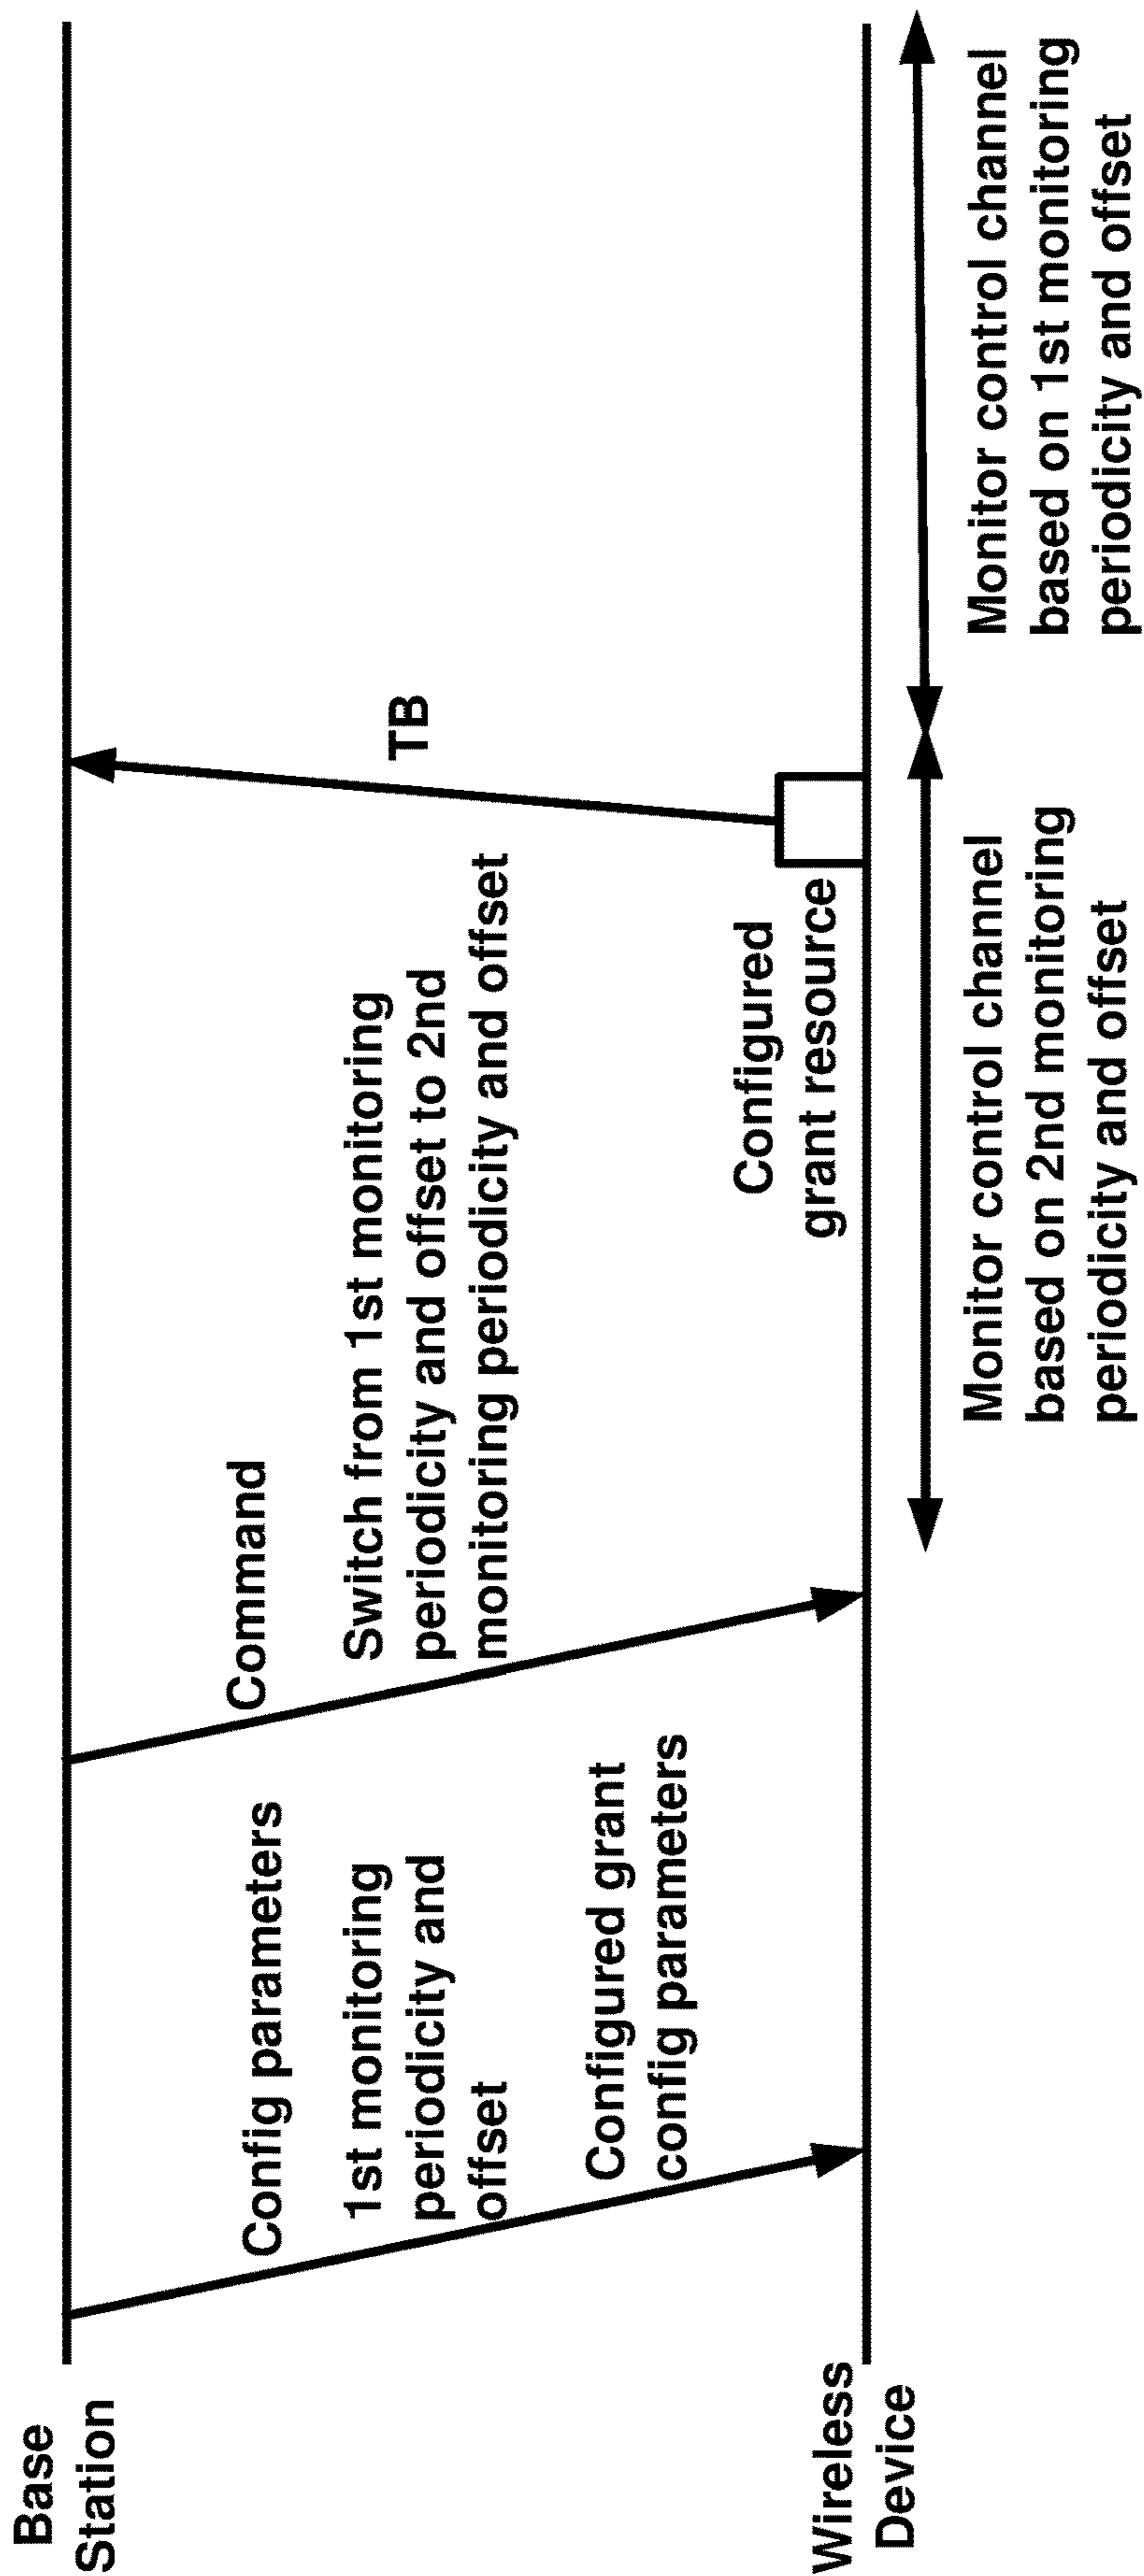 Base
Station
Config parameters
1st monitoring
periodicity and
offset
Configured grant
config parameters
Command
Switch from 1st monitoring
periodicity and offset to 2nd
monitoring periodicity and offset
TB
Configured
grant resource
Wireless
Device
Monitor control channel
based on 2nd monitoring
periodicity and offset
Monitor control channel
based on 1st monitoring
periodicity and offset